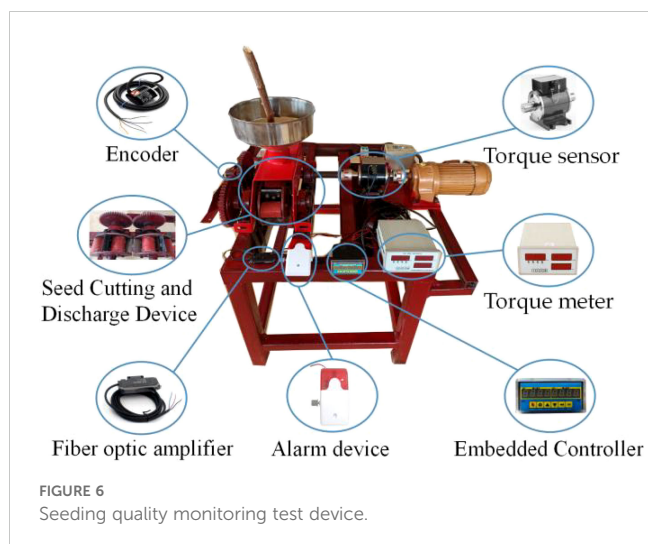 Encoder
Torque sensor
Seed Cutting and
Discharge Device
Torque meter
Fiber optic amplifier
Alarm device
Embedded Controller
FIGURE 6
Seeding quality monitoring test device.